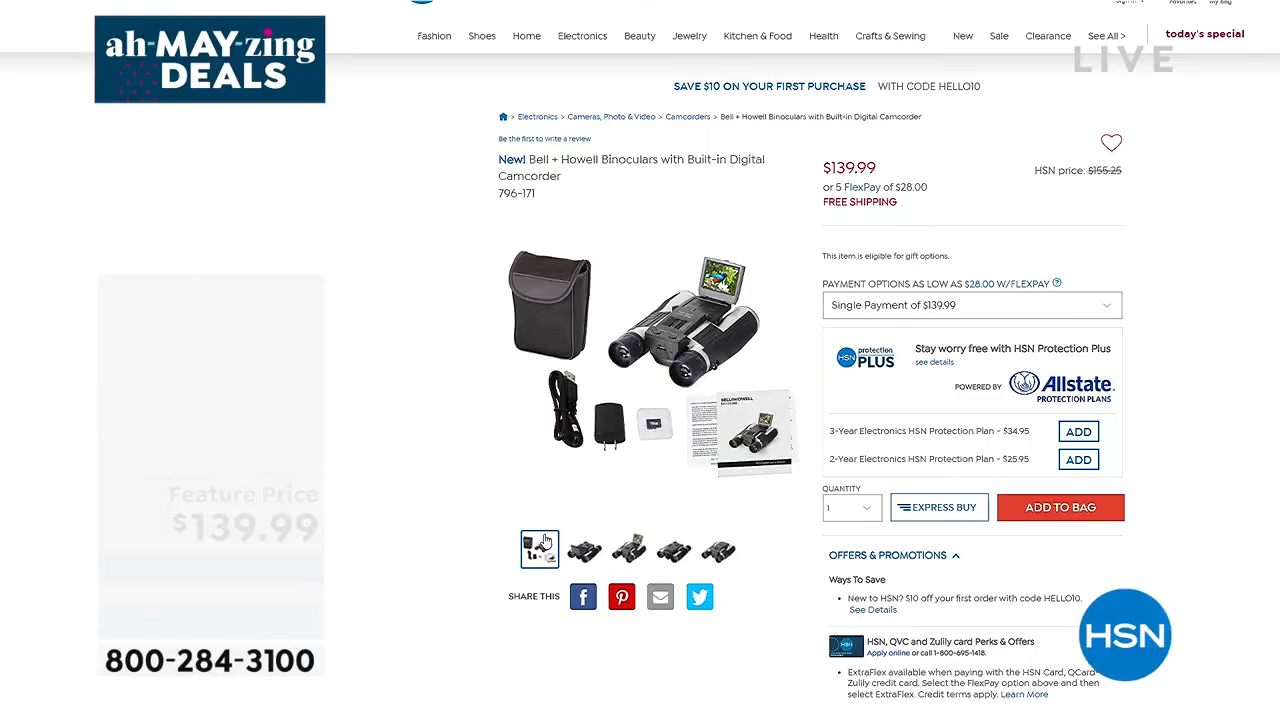 ah-MAY-zing
DEALS
Fashion Shoes Home Electronics Beauty Jewelry Kitchen & Food Health Crafts & Sewing New Sale Clearance See All > today's special
LIVE
SAVE $10 ON YOUR FIRST PURCHASE WITH CODE HELLO10
> Electronics > Cameras, Photo & Video > Camcorders > Bell + Howell Binoculars with Built-in Digital Camcorder
Be the first to write a review
New! Bell + Howell Binoculars with Built-in Digital
Camcorder
796-171
$139.99
HSN price: $155.25
or 5 FlexPay of $28.00
FREE SHIPPING
This item is eligible for gift options.
PAYMENT OPTIONS AS LOW AS $28.00 W/FLEXPAY ?
Single Payment of $139.99
HSN protection PLUS
Stay worry free with HSN Protection Plus
see details
POWERED BY Allstate.
PROTECTION PLANS
3-Year Electronics HSN Protection Plan - $34.95 ADD
2-Year Electronics HSN Protection Plan - $25.95 ADD
QUANTITY
1 EXPRESS BUY ADD TO BAG
BELL+HOWELL
SHARE THIS
OFFERS & PROMOTIONS
Ways To Save
• New to HSN? $10 off your first order with code HELLO10.
See Details
HSN, QVC and Zulily card Perks & Offers
Apply online or call 1-800-695-1418.
• ExtraFlex available when paying with the HSN Card, QCard
Zulily credit card. Select the FlexPay option above and then
select ExtraFlex. Credit terms apply. Learn More
Feature Price
$139.99
800-284-3100
HSN